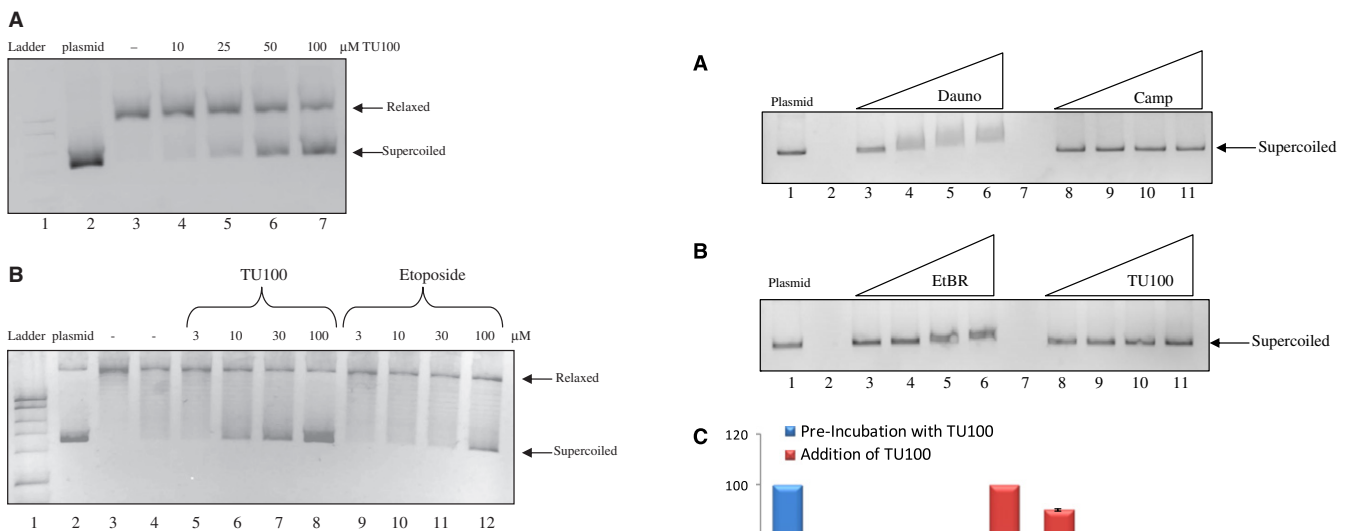 A
Ladder plasmid – 10 25 50 100 µM TU100
Relaxed
Supercoiled
1 2 3 4 5 6 7
B
TU100 Etoposide
Ladder plasmid - - 3 10 30 100 3 10 30 100 µM
Relaxed
Supercoiled
1 2 3 4 5 6 7 8 9 10 11 12
A
Plasmid Dauno Camp
Supercoiled
1 2 3 4 5 6 7 8 9 10 11
B
Plasmid EtBR TU100
Supercoiled
1 2 3 4 5 6 7 8 9 10 11
C
120
Pre-Incubation with TU100
Addition of TU100
100